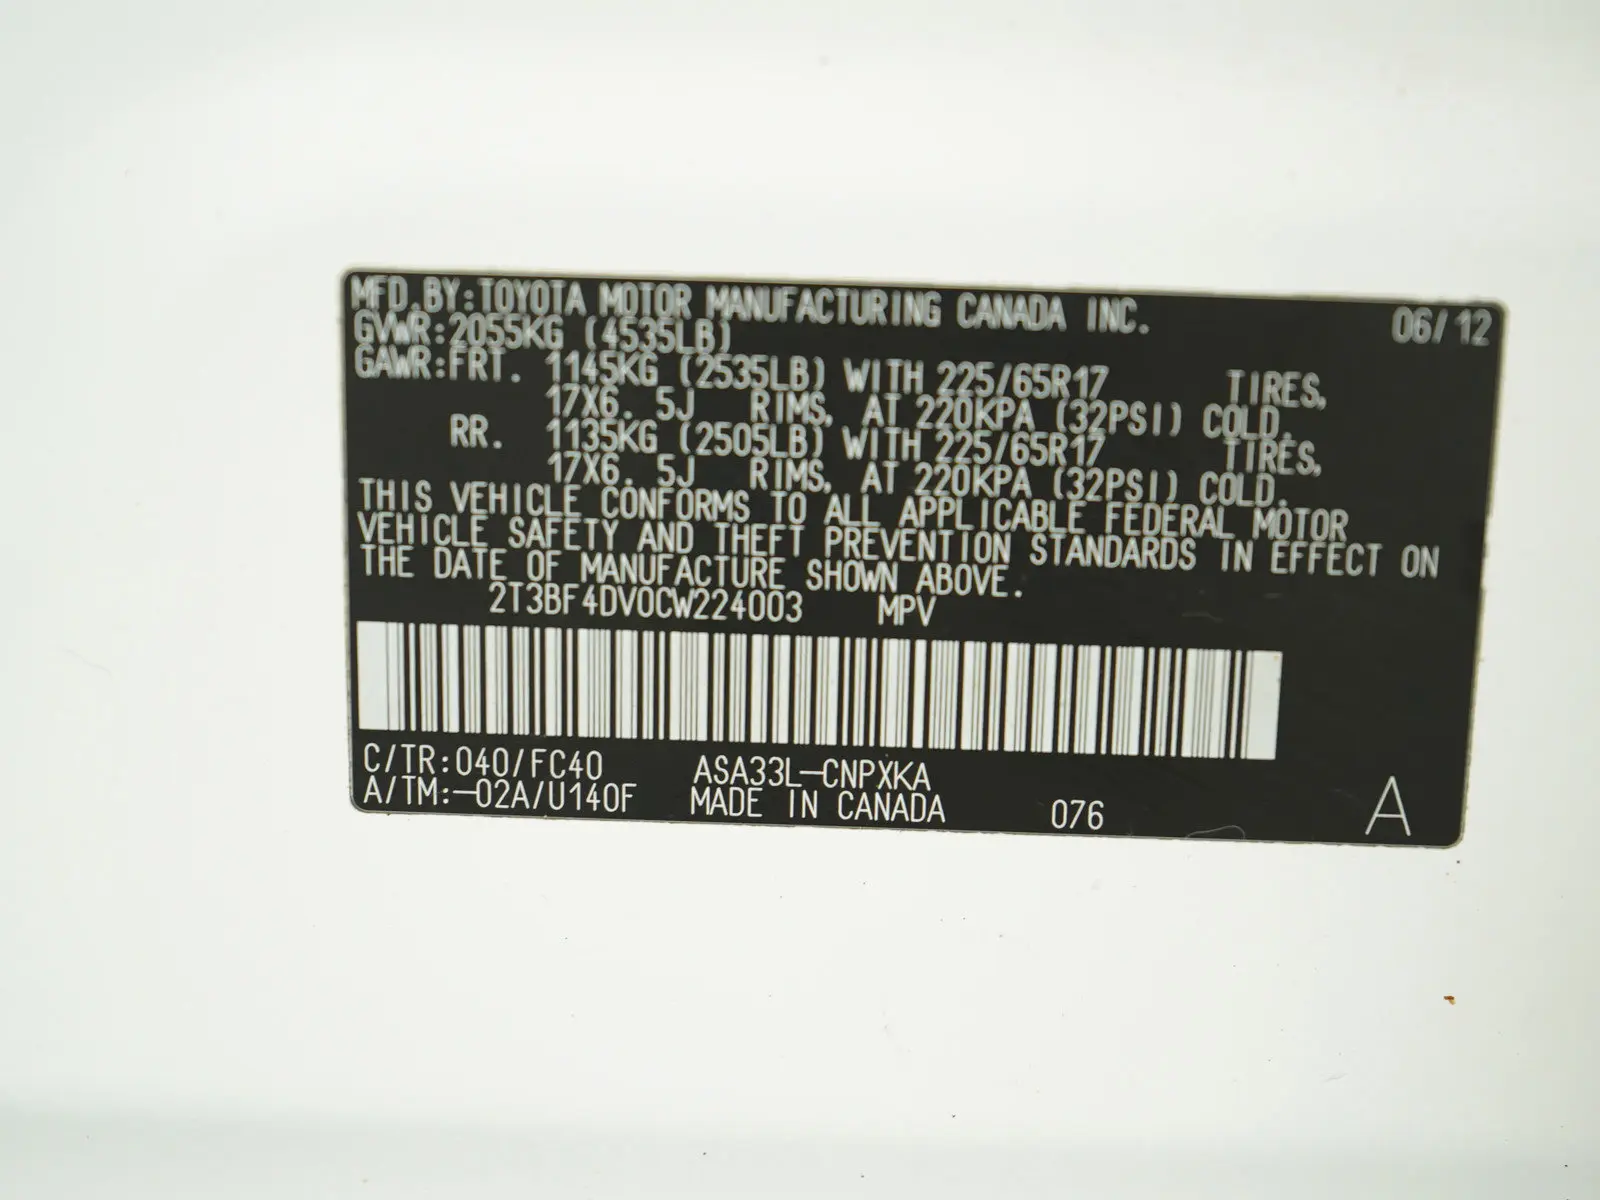 MFD. BY: TOYOTA MOTOR MANUFACTURING CANADA INC. 06/12
GVWR: 2055KG (4535LB)
GAWR: FRT. 1145KG (2535LB) WITH 225/65R17 TIRES,
17X6. 5J RIMS, AT 220KPA (32PSI) COLD.
RR. 1135KG (2505LB) WITH 225/65R17 TIRES,
17X6. 5J RIMS, AT 220KPA (32PSI) COLD.
THIS VEHICLE CONFORMS TO ALL APPLICABLE FEDERAL MOTOR
VEHICLE SAFETY AND THEFT PREVENTION STANDARDS IN EFFECT ON
THE DATE OF MANUFACTURE SHOWN ABOVE.
2T3BF4DV0CW224003 MPV
C/TR: 040/FC40 ASA33L-CNPXKA
A/TM:-02A/U140F MADE IN CANADA 076 A